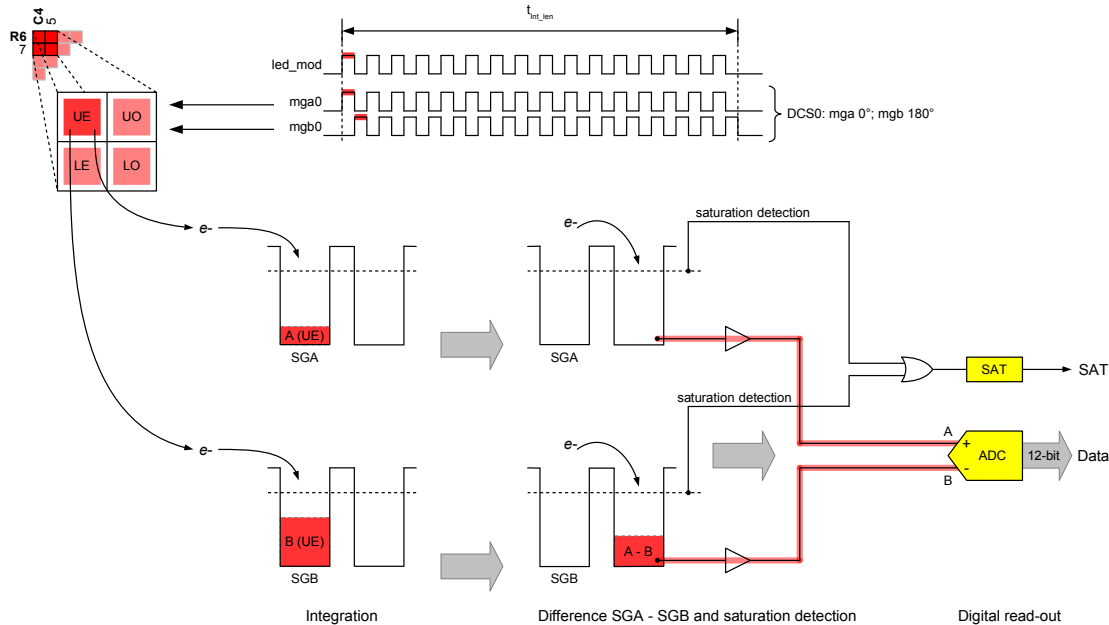 C4
5
R6
7
t int_len
led_mod
mga0
mgb0
DCS0: mga 0°; mgb 180°
UE
UO
LE
LO
e-
e-
saturation detection
A (UE)
SGA
SGA
SAT
SAT
saturation detection
e-
e-
A
+
ADC
12-bit
Data
-
B
B (UE)
A - B
SGB
SGB
Integration
Difference SGA - SGB and saturation detection
Digital read-out